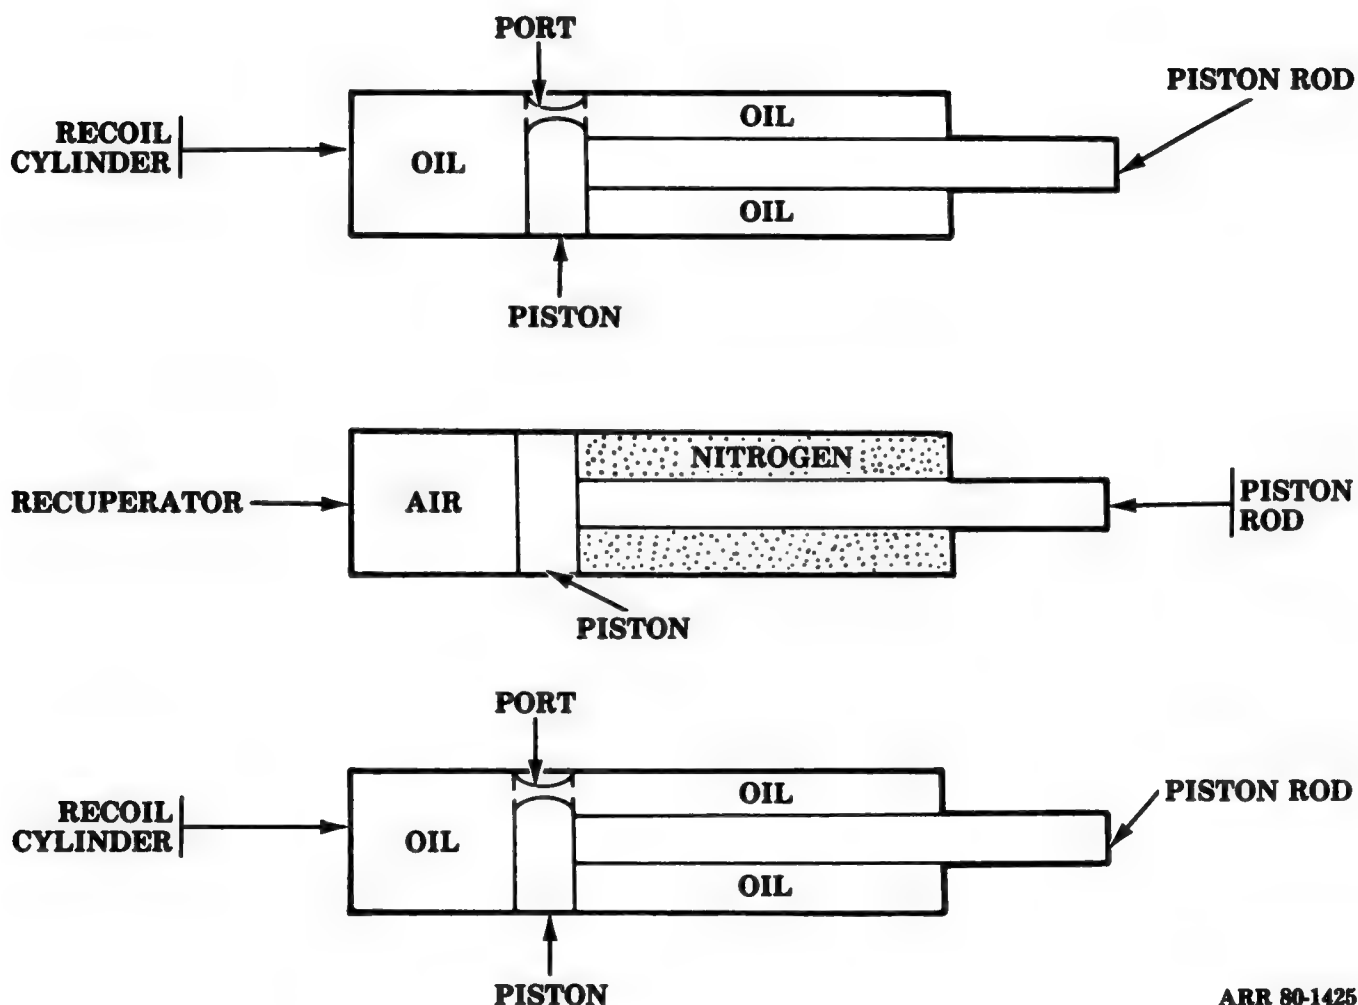 PORT
PISTON ROD
RECOIL
CYLINDER
OIL
OIL
OIL
PISTON
RECUPERATOR
AIR
NITROGEN
PISTON
ROD
PISTON
PORT
PISTON ROD
RECOIL
CYLINDER
OIL
OIL
OIL
PISTON
ARR 80-1425